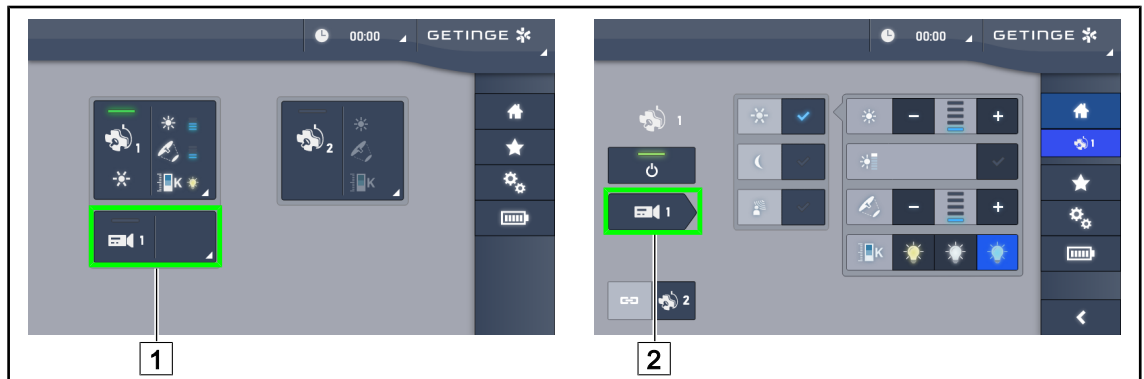 00:00 GETINGE
1 K
2 K
1
1
00:00 GETINGE
1 - +
1
1 - +
K
2
2